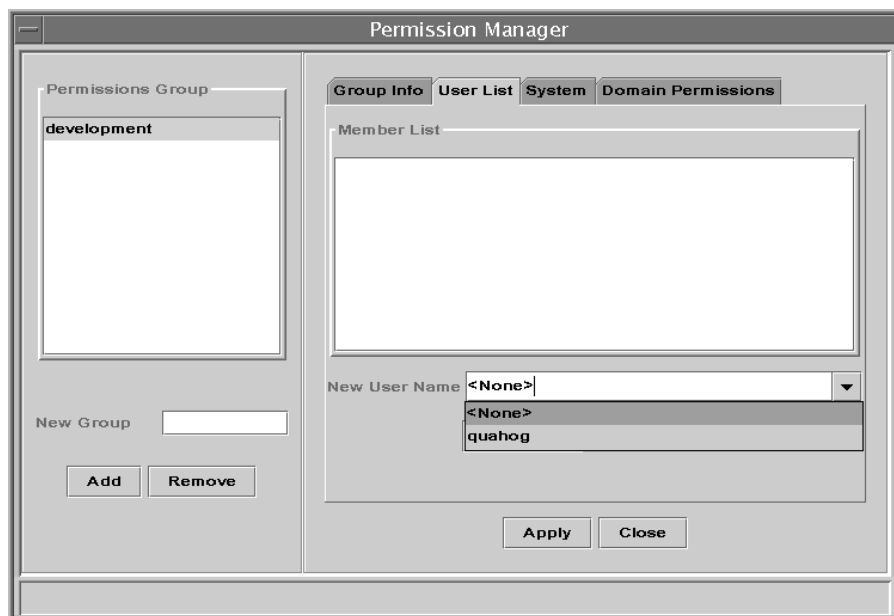 Permission Manager
Permissions Group
development
New Group
Add Remove
Group Info User List System Domain Permissions
Member List
New User Name <None>
<None>
quahog
Apply Close